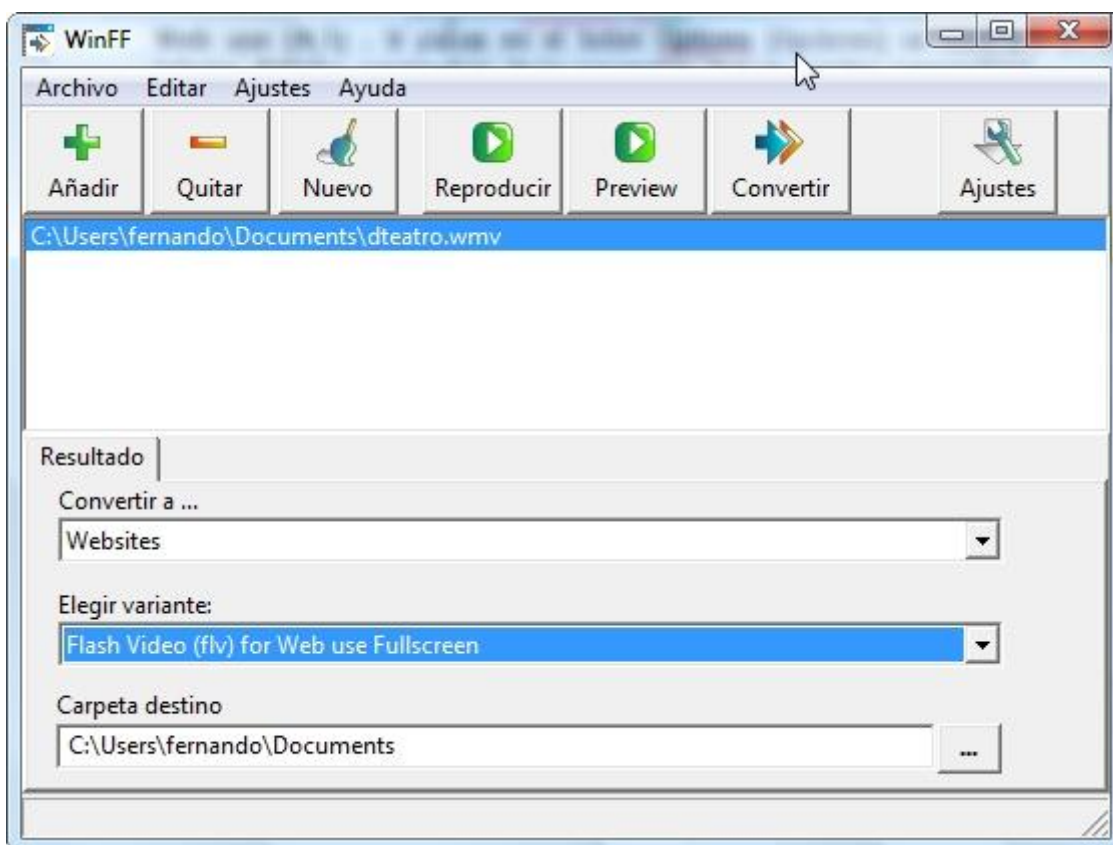 WinFF
Archivo Editar Ajustes Ayuda
Añadir Quitar Nuevo Reproducir Preview Convertir Ajustes
C:\Users\fernando\Documents\dteatro.wmv
Resultado
Convertir a ...
Websites
Elegir variante:
Flash Video (flv) for Web use Fullscreen
Carpeta destino
C:\Users\fernando\Documents
...